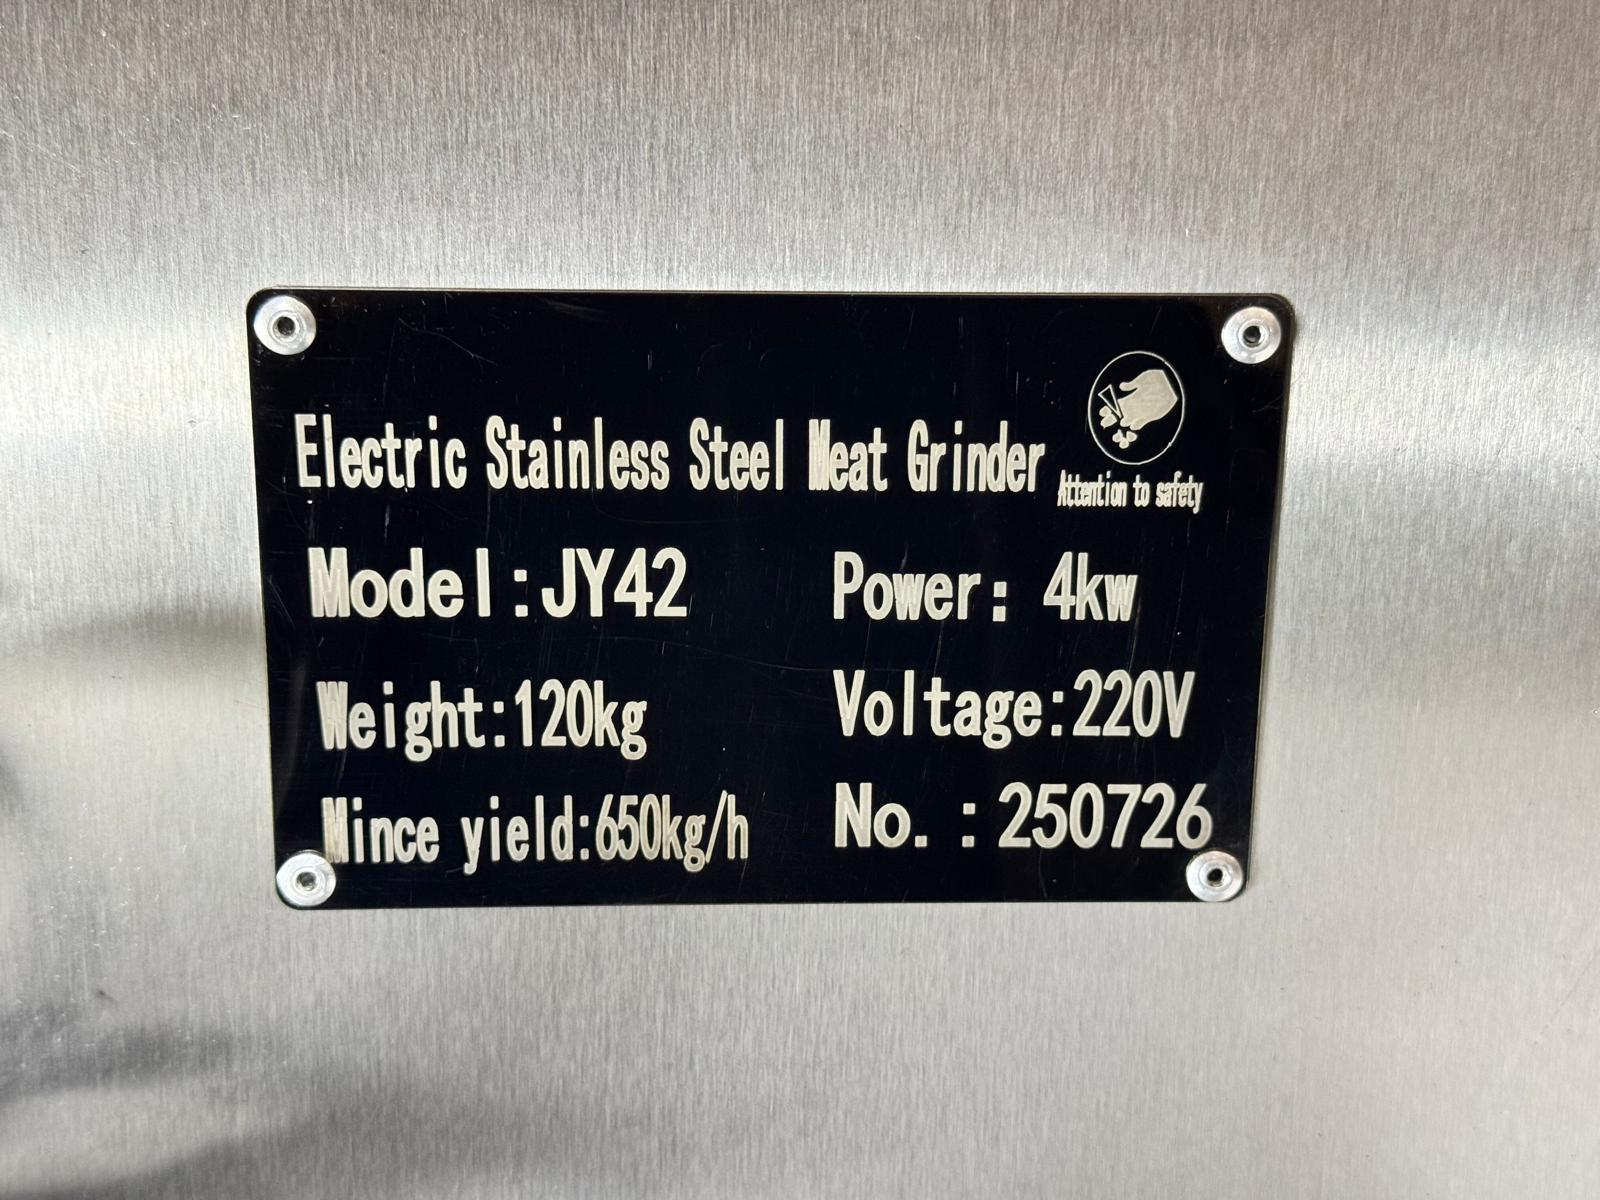 Electric Stainless Steel Meat Grinder
Attention to safety
Model:JY42
Power: 4kw
Weight:120kg
Voltage:220V
Mince yield:650kg/h
No.:250726